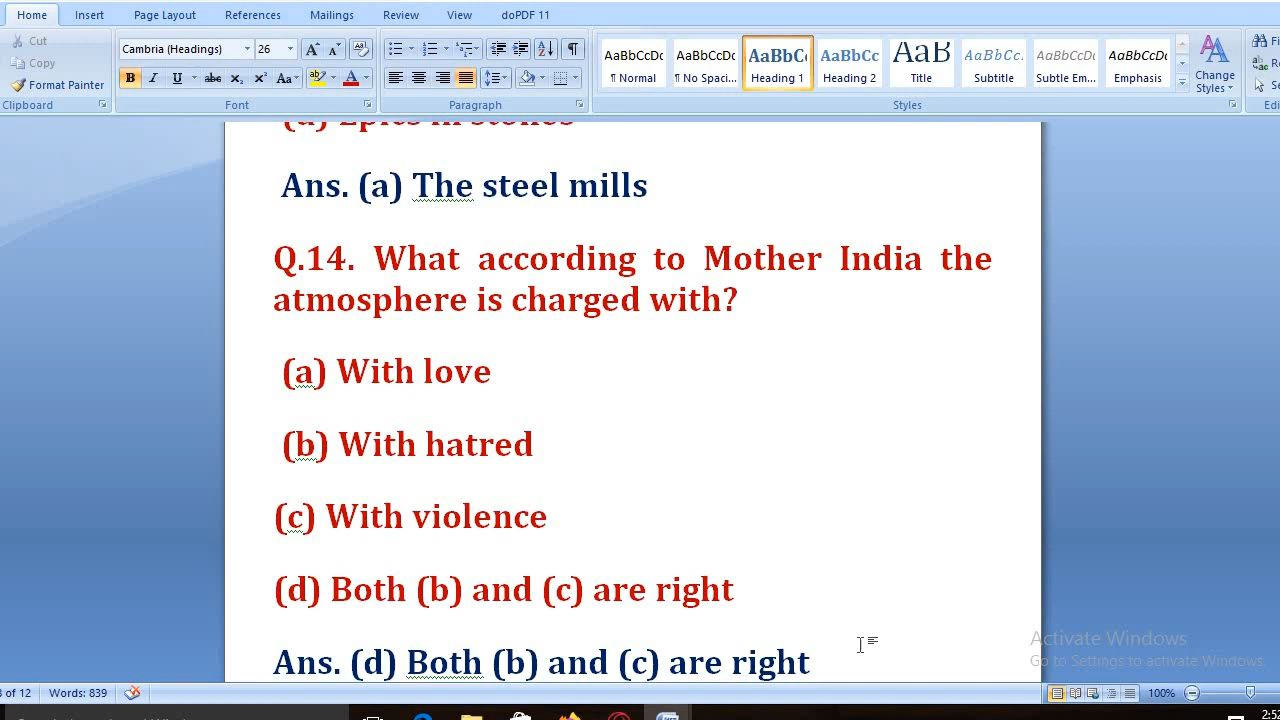 Home Insert Page Layout References Mailings Review View doPDF 11
Cut
Copy
Format Painter
Clipboard
Cambria (Headings) 26
Font
Paragraph
AaBbCcDc AaBbCcDc AaBbC AaBbCc AaB AaBbCc. AaBbCcDc AaBbCcDc
¶ Normal ¶ No Spaci... Heading 1 Heading 2 Title Subtitle Subtle Em... Emphasis
Change Styles
Styles
Ans. (a) The steel mills
Q.14. What according to Mother India the
atmosphere is charged with?
(a) With love
(b) With hatred
(c) With violence
(d) Both (b) and (c) are right
Ans. (d) Both (b) and (c) are right
Activate Windows
Go to Settings to activate Windows.
of 12 Words: 839 100%